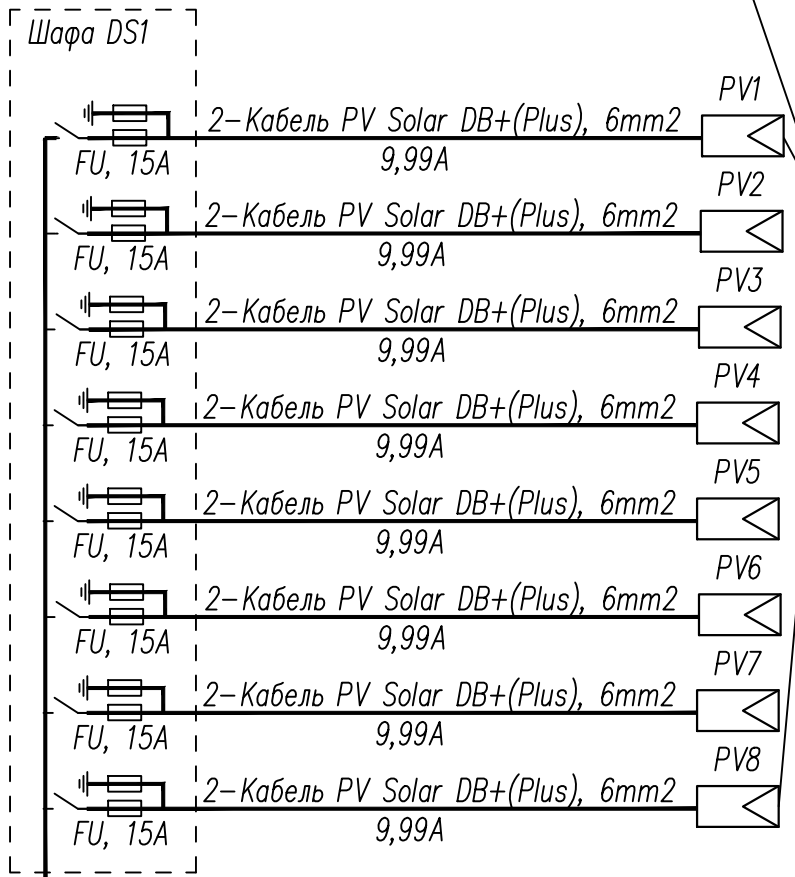 Шафа DS1
PV1
2-Кабель PV Solar DB+(Plus), 6mm2
FU, 15A
9,99A
PV2
2-Кабель PV Solar DB+(Plus), 6mm2
FU, 15A
9,99A
PV3
2-Кабель PV Solar DB+(Plus), 6mm2
FU, 15A
9,99A
PV4
2-Кабель PV Solar DB+(Plus), 6mm2
FU, 15A
9,99A
PV5
2-Кабель PV Solar DB+(Plus), 6mm2
FU, 15A
9,99A
PV6
2-Кабель PV Solar DB+(Plus), 6mm2
FU, 15A
9,99A
PV7
2-Кабель PV Solar DB+(Plus), 6mm2
FU, 15A
9,99A
PV8
2-Кабель PV Solar DB+(Plus), 6mm2
FU, 15A
9,99A